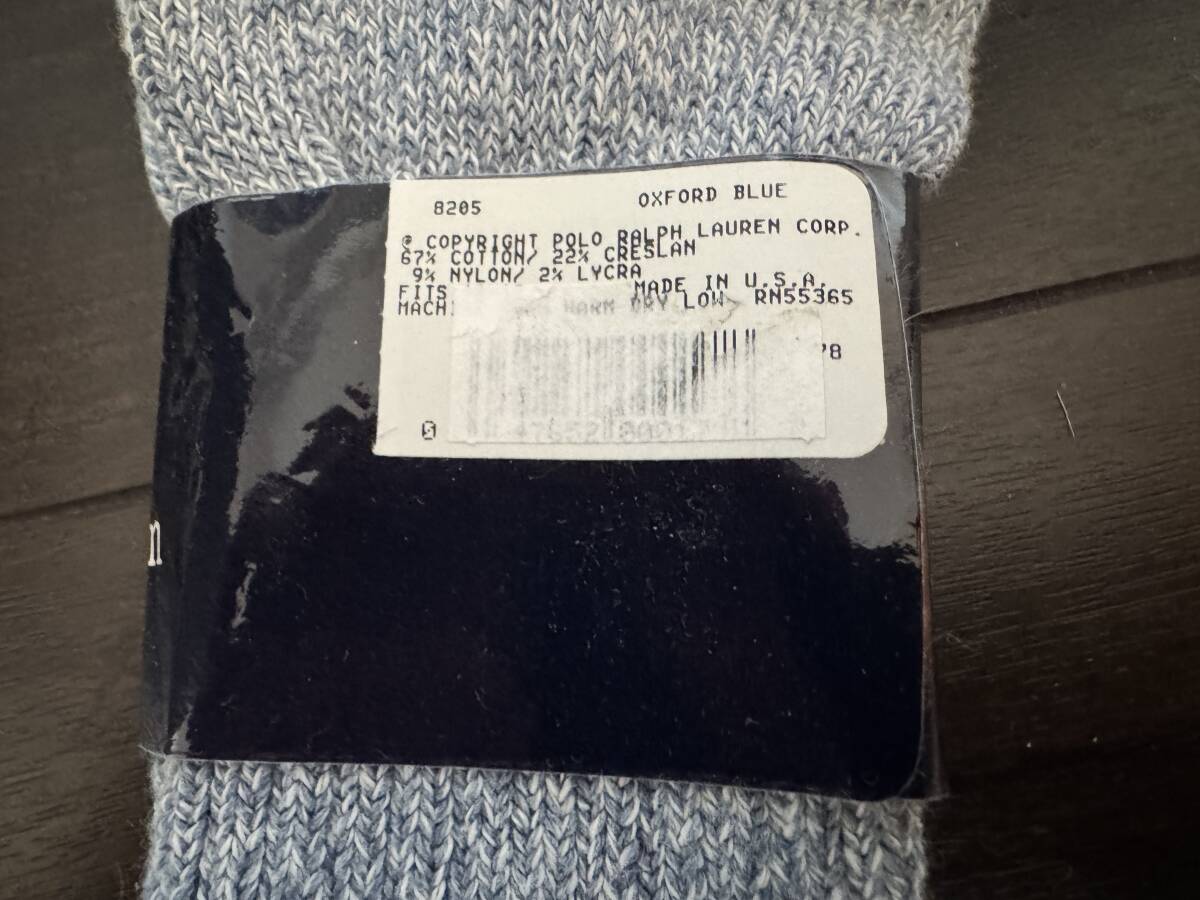 8205 OXFORD BLUE
© COPYRIGHT POLO RALPH LAUREN CORP.
67% COTTON/ 22% CRESLAN
9% NYLON/ 2% LYCRA
FITS MADE IN U.S.A.
WARM DRY LOW RN55365
78
S
n